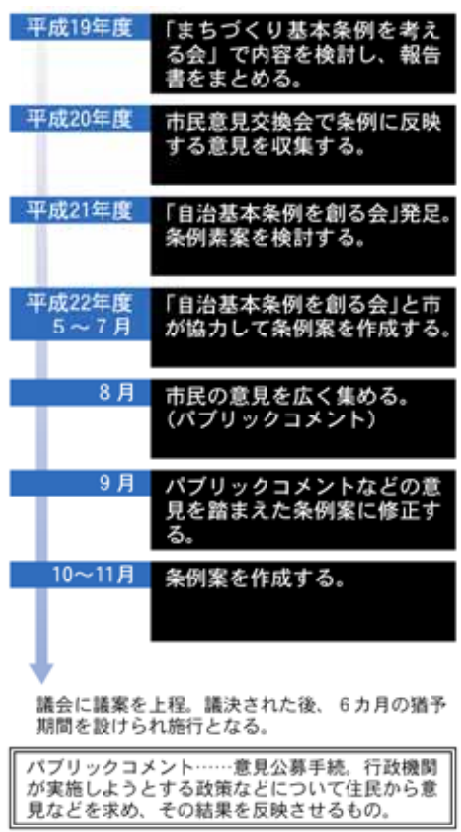 平成19年度
「まちづくり基本条例を考え
る会」で内容を検討し、報告
書をまとめる。
平成20年度
市民意見交換会で条例に反映
する意見を収集する。
平成21年度
「自治基本条例を創る会」発足。
条例素案を検討する。
平成22年度
5～7月
「自治基本条例を創る会」と市
が協力して条例案を作成する。
8月
市民の意見を広く集める。
（パブリックコメント）
9月
パブリックコメントなどの意
見を踏まえた条例案に修正す
る。
10～11月
条例案を作成する。
議会に議案を上程。議決された後、6カ月の猶予
期間を設けられ施行となる。
パブリックコメント……意見公募手続。行政機関
が実施しようとする政策などについて住民から意
見などを求め、その結果を反映させるもの。